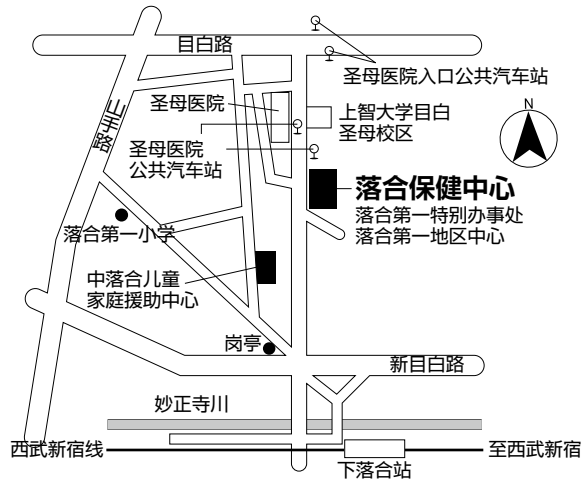 目白路
圣母医院入口公共汽车站
圣母医院
上智大学目白
圣母校区
N
山手路
圣母医院
公共汽车站
落合保健中心
落合第一特别办事处
落合第一地区中心
落合第一小学
中落合儿童
家庭援助中心
岗亭
新目白路
妙正寺川
西武新宿线
至西武新宿
下落合站